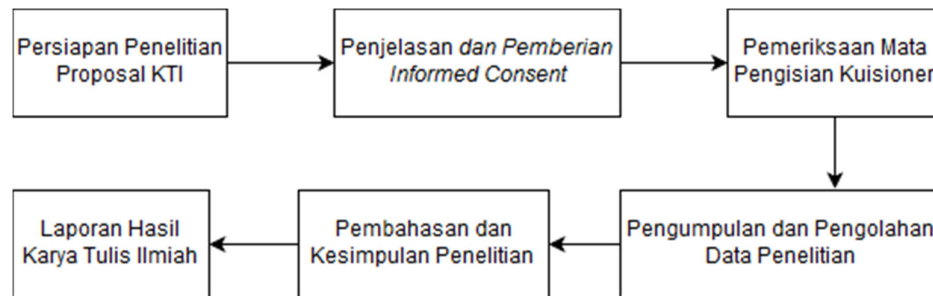 Persiapan Penelitian
Proposal KTI
Penjelasan dan Pemberian
Informed Consent
Pemeriksaan Mata
Pengisian Kuisioner
Pengumpulan dan Pengolahan
Data Penelitian
Pembahasan dan
Kesimpulan Penelitian
Laporan Hasil
Karya Tulis Ilmiah